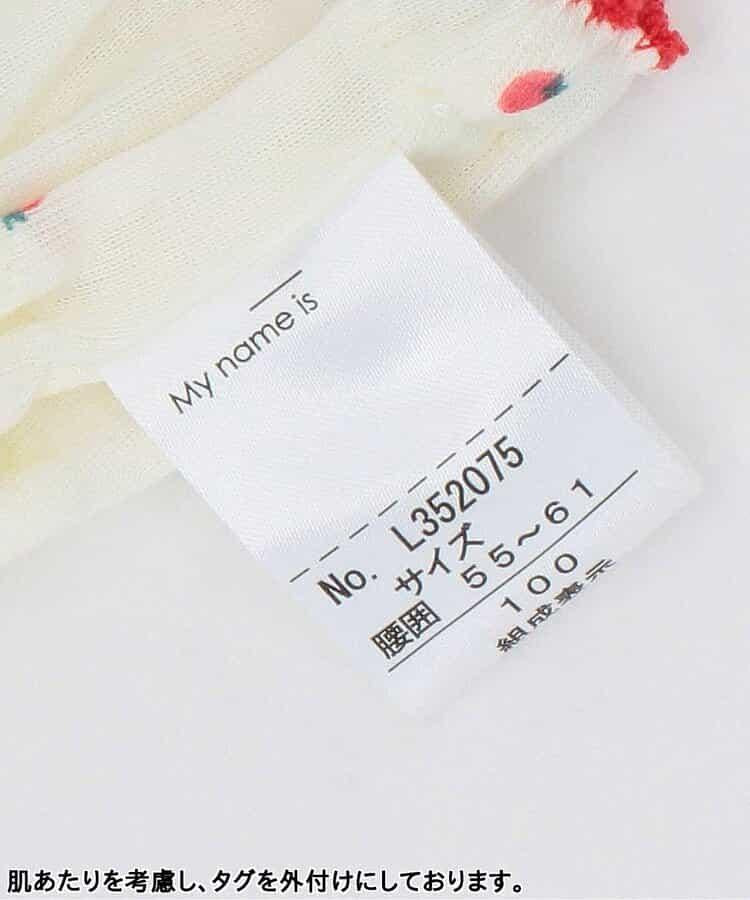 My name is
No. L352075
サイズ
腰囲 55～61
100
組成表示
肌あたりを考慮し、タグを外付けにしております。